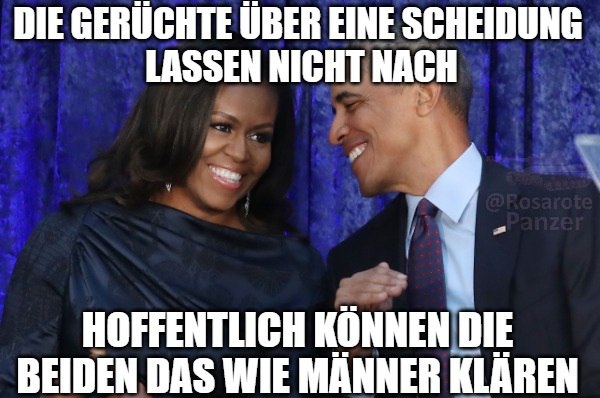 DIE GERÜCHTE ÜBER EINE SCHEIDUNG
LASSEN NICHT NACH
@Rosarote
Panzer
HOFFENTLICH KÖNNEN DIE
BEIDEN DAS WIE MÄNNER KLÄREN